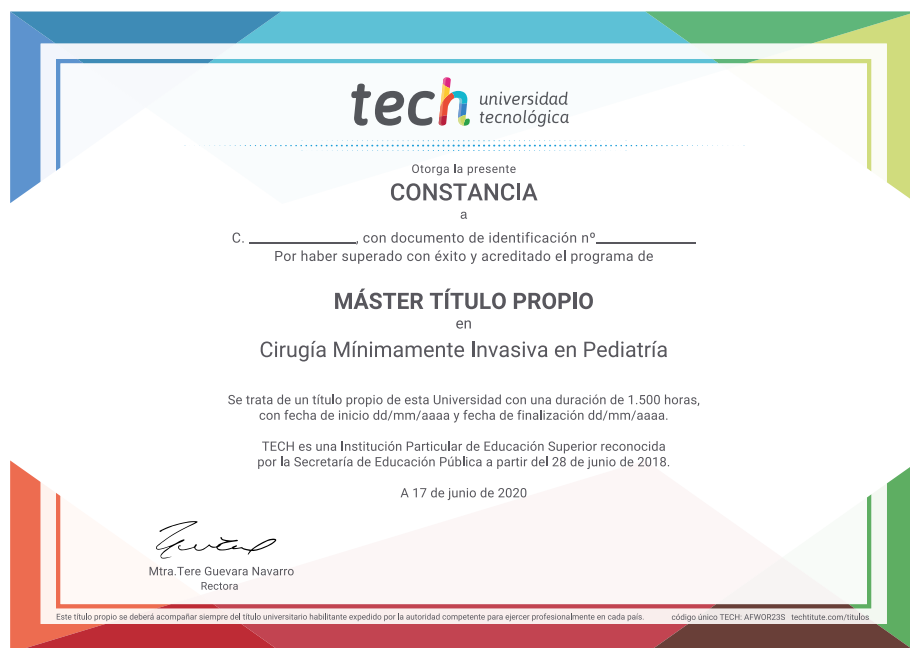 tech universidad
tecnológica
Otorga la presente
CONSTANCIA
a
C. ____________, con documento de identificación nº____________
Por haber superado con éxito y acreditado el programa de
MÁSTER TÍTULO PROPIO
en
Cirugía Mínimamente Invasiva en Pediatría
Se trata de un título propio de esta Universidad con una duración de 1.500 horas,
con fecha de inicio dd/mm/aaaa y fecha de finalización dd/mm/aaaa.
TECH es una Institución Particular de Educación Superior reconocida
por la Secretaría de Educación Pública a partir del 28 de junio de 2018.
A 17 de junio de 2020
Mtra.Tere Guevara Navarro
Rectora
Este título propio se deberá acompañar siempre del título universitario habilitante expedido por la autoridad competente para ejercer profesionalmente en cada país. código único TECH: AFWOR23S techtitute.com/titulos